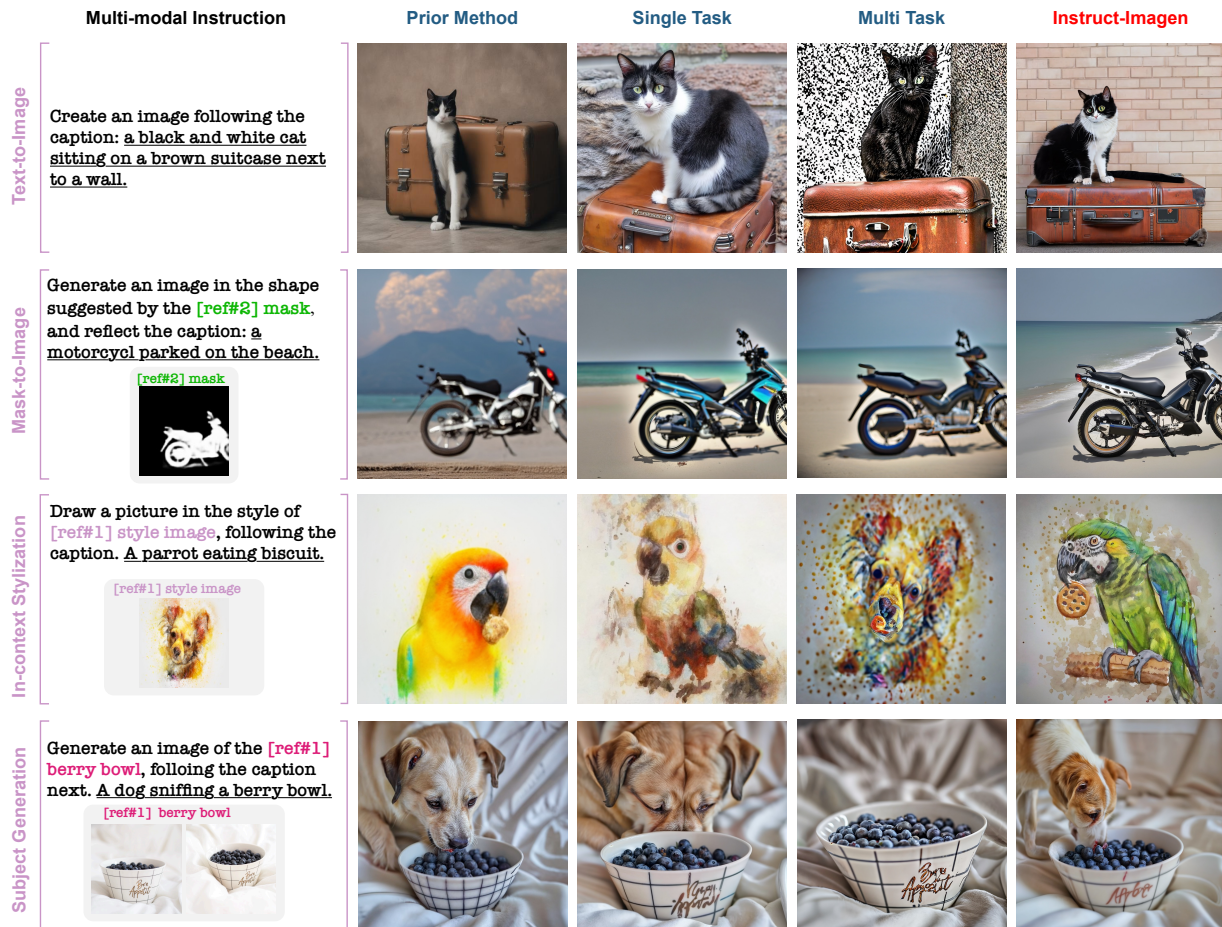 Multi-modal Instruction
Prior Method
Single Task
Multi Task
Instruct-Imagen
Text-to-Image
Create an image following the
caption: a black and white cat
sitting on a brown suitcase next
to a wall.
Mask-to-Image
Generate an image in the shape
suggested by the [ref#2] mask,
and reflect the caption: a
motorcycl parked on the beach.
[ref#2] mask
In-context Stylization
Draw a picture in the style of
[ref#1] style image, following the
caption. A parrot eating biscuit.
[ref#1] style image
Subject Generation
Generate an image of the [ref#1]
berry bowl, folloing the caption
next. A dog sniffing a berry bowl.
[ref#1] berry bowl
Bon
Appetit